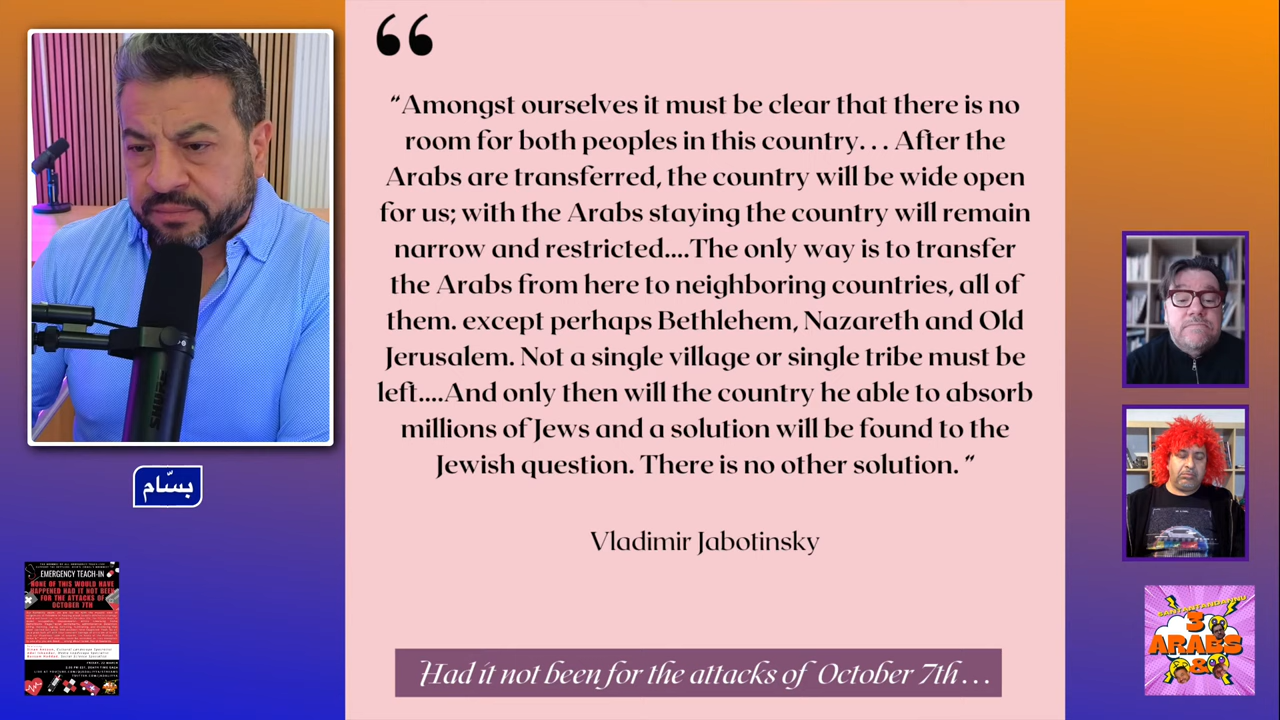 “Amongst ourselves it must be clear that there is no
room for both peoples in this country... After the
Arabs are transferred, the country will be wide open
for us; with the Arabs staying the country will remain
narrow and restricted....The only way is to transfer
the Arabs from here to neighboring countries, all of
them. except perhaps Bethlehem, Nazareth and Old
Jerusalem. Not a single village or single tribe must be
left....And only then will the country he able to absorb
millions of Jews and a solution will be found to the
Jewish question. There is no other solution. ”
Vladimir Jabotinsky
Had it not been for the attacks of October 7th...
بسّام
SHURE
EMERGENCY TEACH-IN
NONE OF THIS WOULD HAVE
HAPPENED HAD IT NOT BEEN
FOR THE ATTACKS OF
OCTOBER 7TH
3
ARABS
&